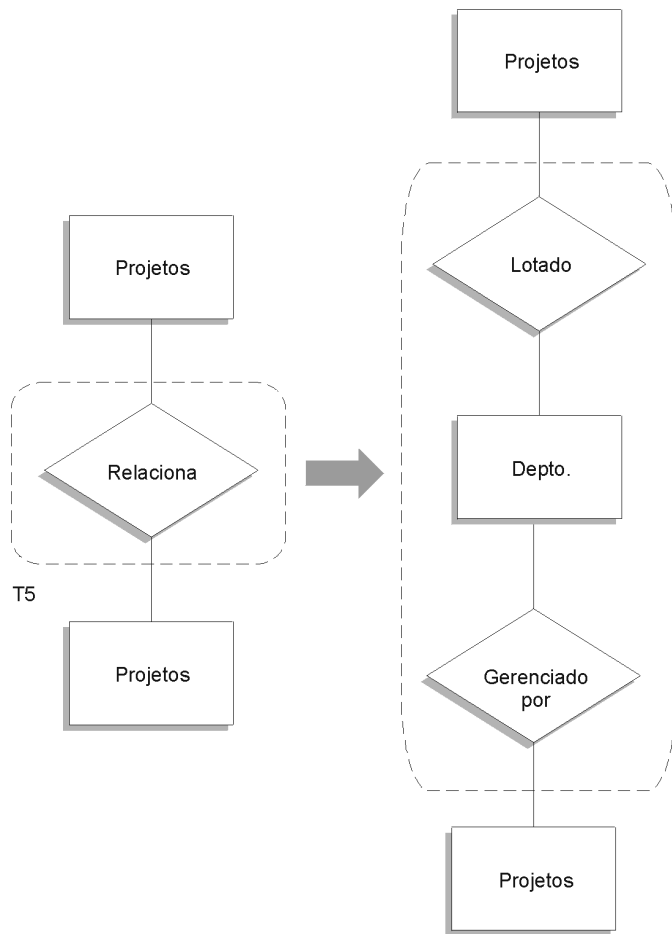 Projetos
Relaciona
T5
Projetos
Projetos
Lotado
Depto.
Gerenciado
por
Projetos